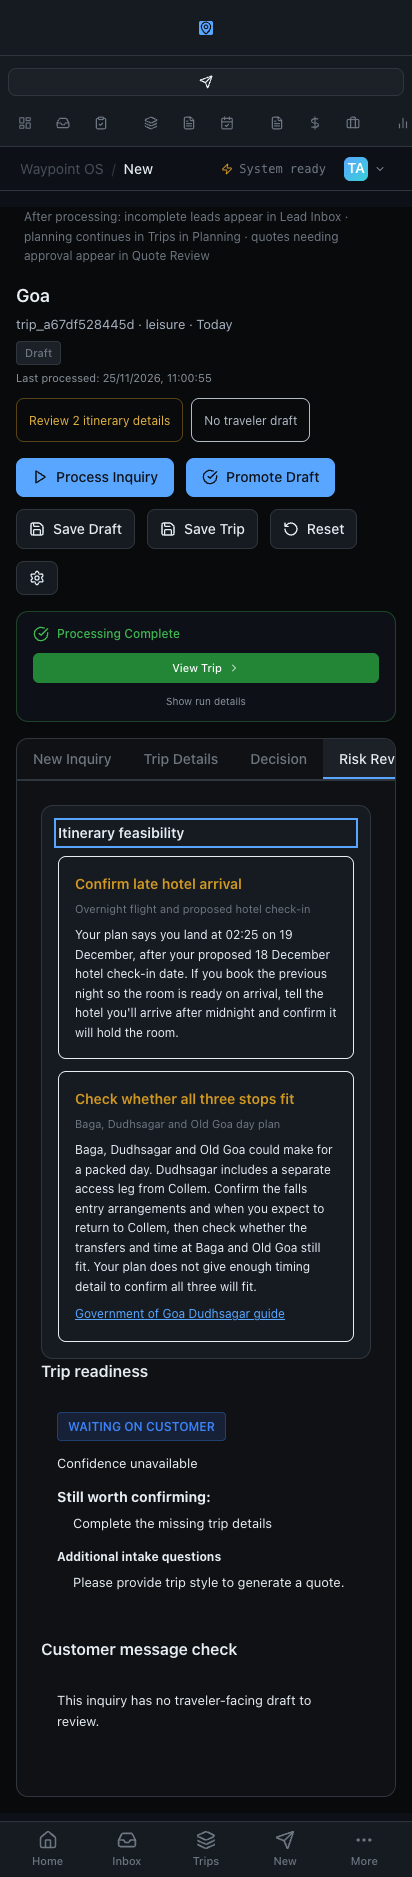 Waypoint OS / New
System ready
TA
After processing: incomplete leads appear in Lead Inbox ·
planning continues in Trips in Planning · quotes needing
approval appear in Quote Review
Goa
trip_a67df528445d · leisure · Today
Draft
Last processed: 25/11/2026, 11:00:55
Review 2 itinerary details
No traveler draft
Process Inquiry
Promote Draft
Save Draft
Save Trip
Reset
Processing Complete
View Trip
Show run details
New Inquiry
Trip Details
Decision
Risk Rev
Itinerary feasibility
Confirm late hotel arrival
Overnight flight and proposed hotel check-in
Your plan says you land at 02:25 on 19
December, after your proposed 18 December
hotel check-in date. If you book the previous
night so the room is ready on arrival, tell the
hotel you'll arrive after midnight and confirm it
will hold the room.
Check whether all three stops fit
Baga, Dudhsagar and Old Goa day plan
Baga, Dudhsagar and Old Goa could make for
a packed day. Dudhsagar includes a separate
access leg from Collem. Confirm the falls
entry arrangements and when you expect to
return to Collem, then check whether the
transfers and time at Baga and Old Goa still
fit. Your plan does not give enough timing
detail to confirm all three will fit.
Government of Goa Dudhsagar guide
Trip readiness
WAITING ON CUSTOMER
Confidence unavailable
Still worth confirming:
Complete the missing trip details
Additional intake questions
Please provide trip style to generate a quote.
Customer message check
This inquiry has no traveler-facing draft to
review.
Home
Inbox
Trips
New
More